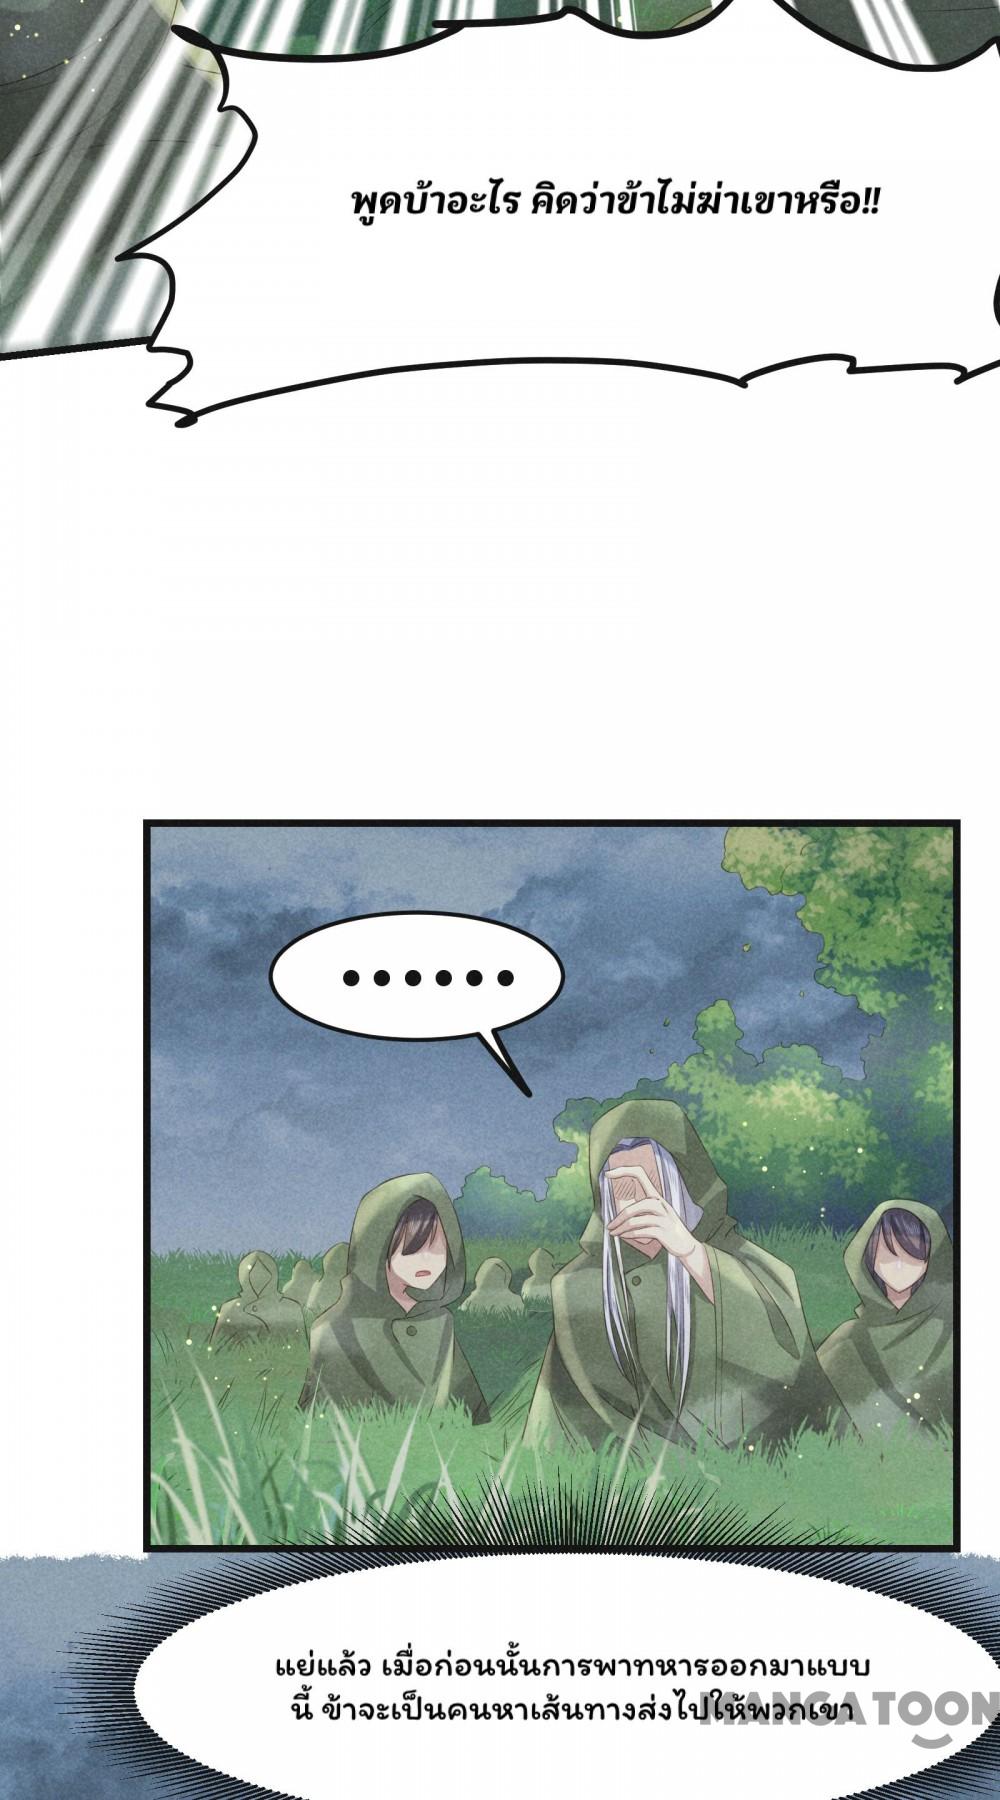 พูดบ้าอะไร คิดว่าข้าไม่ฆ่าเขาหรือ!!
••••••
แย่แล้ว เมื่อก่อนนั้นการพาทหารออกมาแบบ
นี้ ข้าจะเป็นคนหาเส้นทางส่งไปให้พวกเขา
MANGA TOON